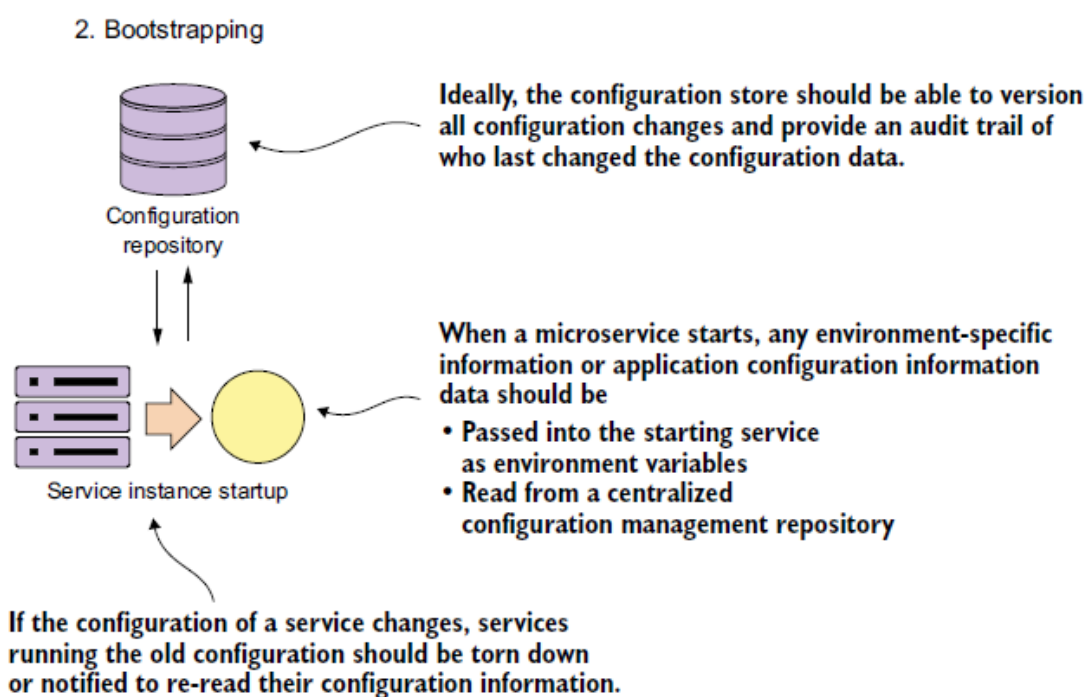 2. Bootstrapping
Ideally, the configuration store should be able to version
all configuration changes and provide an audit trail of
who last changed the configuration data.
Configuration
repository
When a microservice starts, any environment-specific
information or application configuration information
data should be
• Passed into the starting service
as environment variables
• Read from a centralized
configuration management repository
Service instance startup
If the configuration of a service changes, services
running the old configuration should be torn down
or notified to re-read their configuration information.